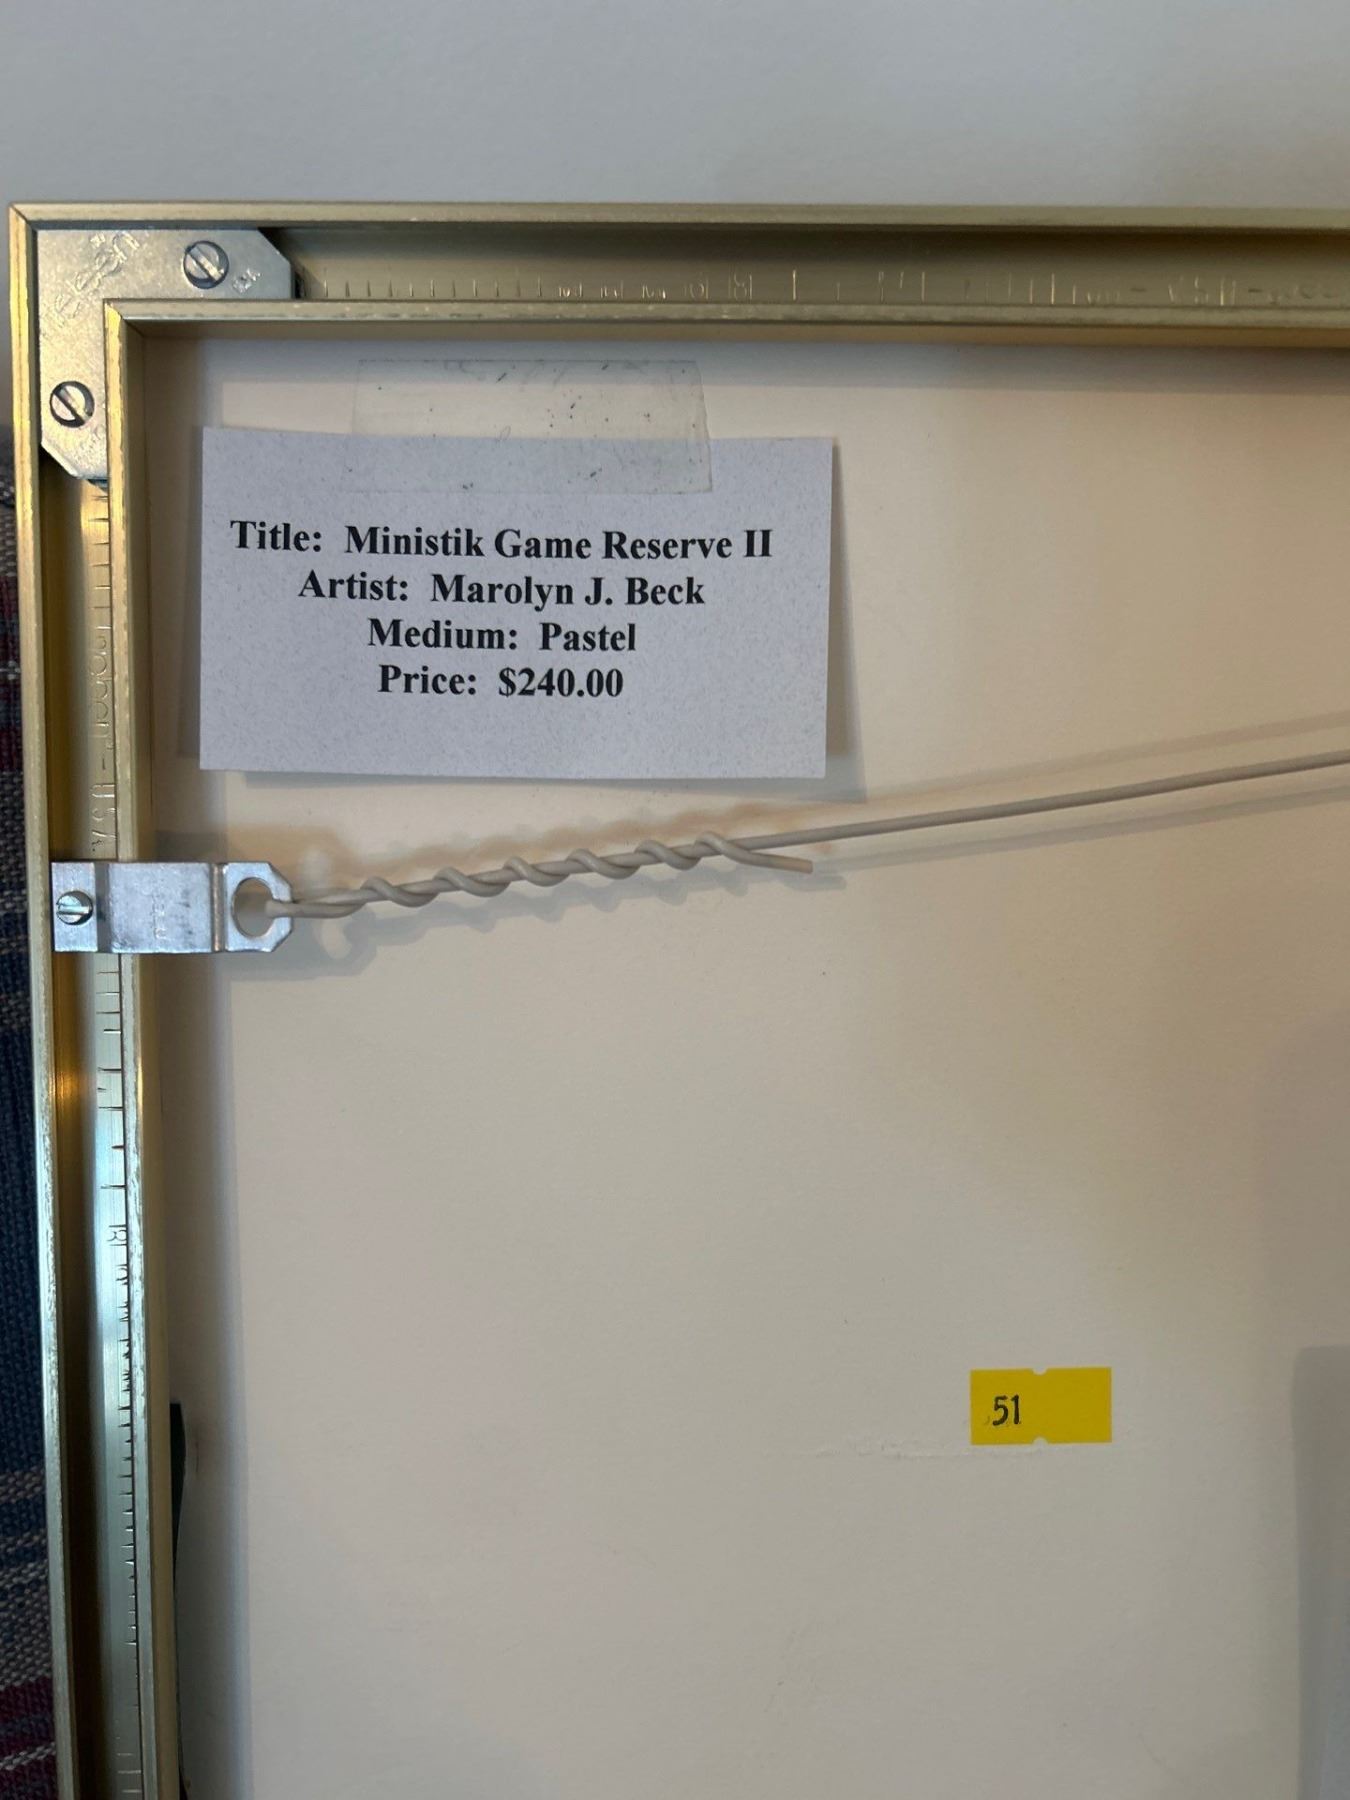 Title: Ministik Game Reserve II
Artist: Marolyn J. Beck
Medium: Pastel
Price: $240.00
51